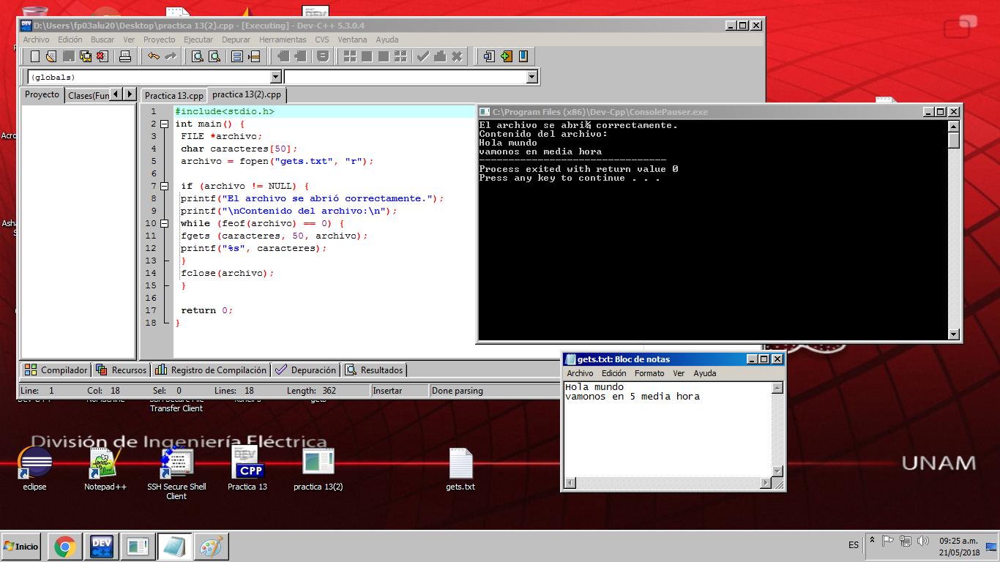 D:\Users\fp03alu20\Desktop\practica 13(2).cpp - [Executing] - Dev-C++ 5.3.0.4
Archivo Edición Buscar Ver Proyecto Ejecutar Depurar Herramientas CVS Ventana Ayuda
(globals)
Proyecto Clases(Fun Practica 13.cpp practica 13(2).cpp
1 #include<stdio.h>
2 int main() {
3 FILE *archivo;
4 char caracteres[50];
5 archivo = fopen("gets.txt", "r");
6
7 if (archivo != NULL) {
8 printf("El archivo se abrió correctamente.");
9 printf("\nContenido del archivo:\n");
10 while (feof(archivo) == 0) {
11 fgets (caracteres, 50, archivo);
12 printf("%s", caracteres);
13 }
14 fclose(archivo);
15 }
16
17 return 0;
18 }
Compilador Recursos Registro de Compilación Depuración Resultados
Line: 1 Col: 18 Sel: 0 Lines: 18 Length: 362 Insertar Done parsing
C:\Program Files (x86)\Dev-Cpp\ConsolePauser.exe
El archivo se abri¾ correctamente.
Contenido del archivo:
Hola mundo
vamonos en media hora
--------------------------------
Process exited with return value 0
Press any key to continue . . .
gets.txt: Bloc de notas
Archivo Edición Formato Ver Ayuda
Hola mundo
vamonos en 5 media hora
Acro
Asha
S
Transfer Client
División de Ingeniería Eléctrica
UNAM
eclipse
Notepad++
SSH Secure Shell
Client
Practica 13
practica 13(2)
gets.txt
CPP
Inicio
ES
09:25 a.m.
21/05/2018